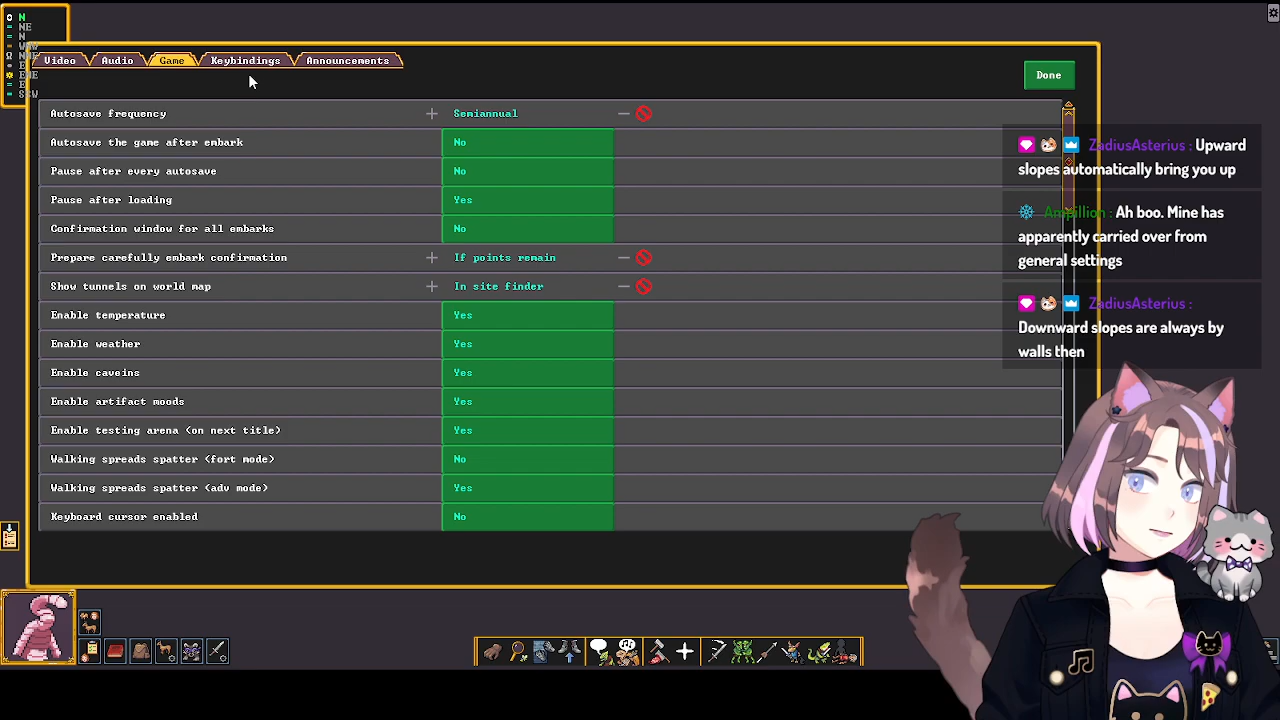 N
NE
N
Video Audio Game Keybindings Announcements
Done
Autosave frequency Semiannual
Autosave the game after embark No
Pause after every autosave No
Pause after loading Yes
Confirmation window for all embarks No
Prepare carefully embark confirmation If points remain
Show tunnels on world map In site finder
Enable temperature Yes
Enable weather Yes
Enable caveins Yes
Enable artifact moods Yes
Enable testing arena (on next title) Yes
Walking spreads spatter (fort mode) No
Walking spreads spatter (adv mode) Yes
Keyboard cursor enabled No
ZadiusAsterius : Upward
slopes automatically bring you up
Ampillion : Ah boo. Mine has
apparently carried over from
general settings
ZadiusAsterius :
Downward slopes are always by
walls then